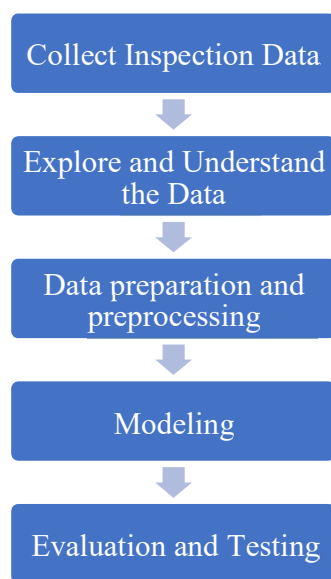 Collect Inspection Data
Explore and Understand
the Data
Data preparation and
preprocessing
Modeling
Evaluation and Testing